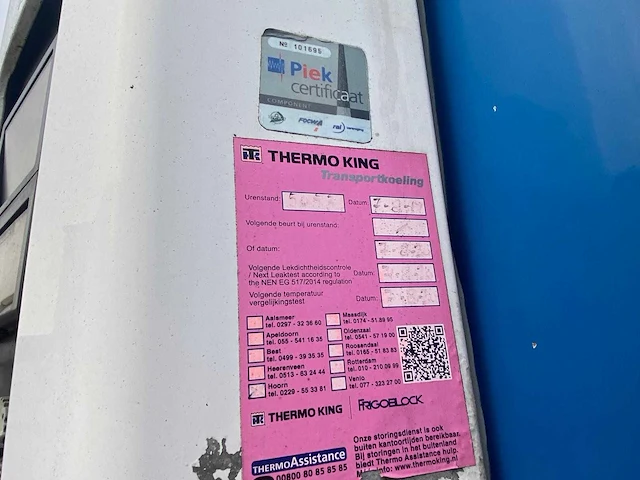 No 101695
Piek
certificaat
COMPONENT
FOCWA
rai vereniging
THERMO KING
Transportkoeling
Urenstand:
Datum:
Volgende beurt bij urenstand:
Of datum:
Volgende Lekdichtheidscontrole
/ Next Leaktest according to
the NEN EG 517/2014 regulation
Datum:
Volgende temperatuur
vergelijkingstest
Datum:
Aalsmeer
tel. 0297 - 32 36 60
Apeldoorn
tel. 055 - 541 16 35
Best
tel. 0499 - 39 35 35
Heerenveen
tel. 0513 - 63 24 44
Hoorn
tel. 0229 - 55 33 81
Maasdijk
tel. 0174 - 51 89 95
Oldenzaal
tel. 0541 - 57 19 00
Roosendaal
tel. 0165 - 51 83 83
Rotterdam
tel. 010 - 210 09 99
Venlo
tel. 077 - 323 27 00
THERMO KING
FRIGOBLOCK
THERMOAssistance
00800 80 85 85 85
Onze storingsdienst is ook
buiten kantoortijden bereikbaar.
Bij storingen in het buitenland
biedt Thermo Assistance hulp.
info: www.thermoking.nl